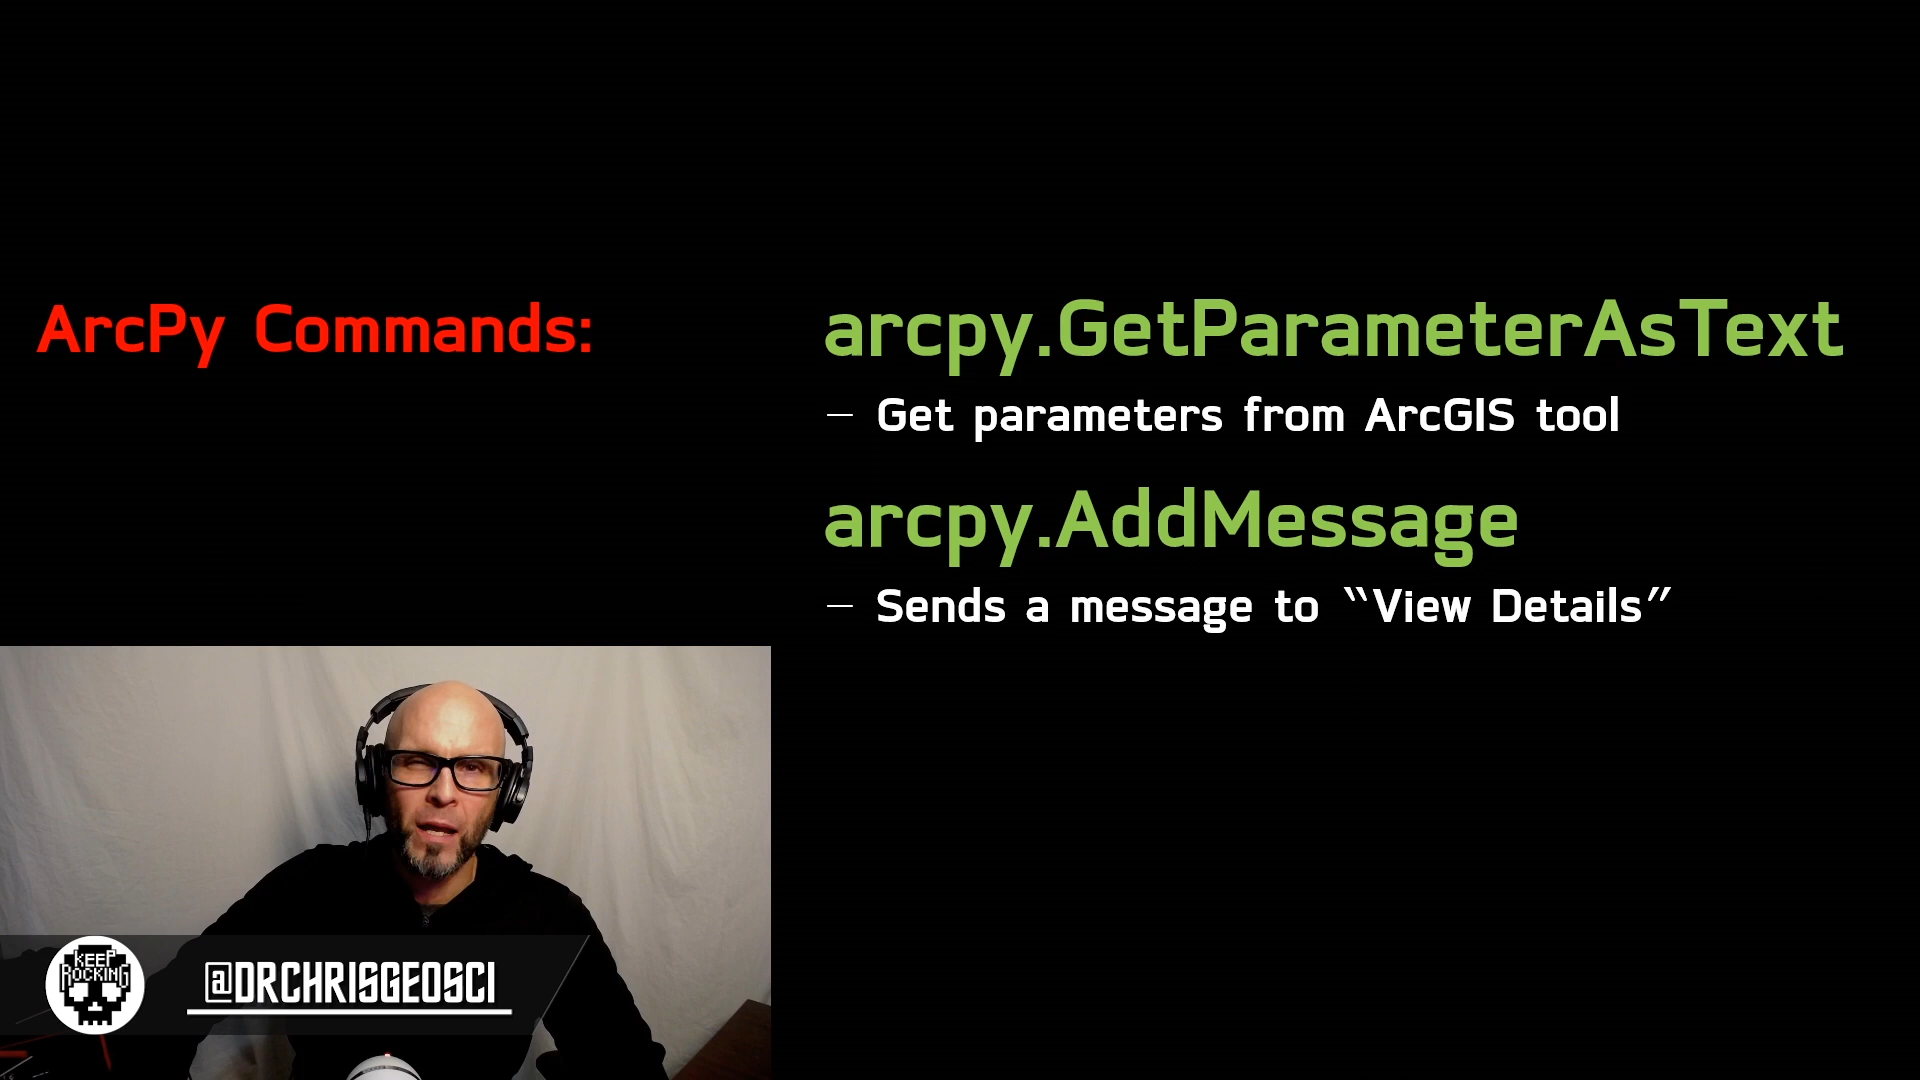 ArcPy Commands:
arcpy.GetParameterAsText
– Get parameters from ArcGIS tool
arcpy.AddMessage
– Sends a message to “View Details”
KEEP
ROCKING
@DRCHRISGEOSCI